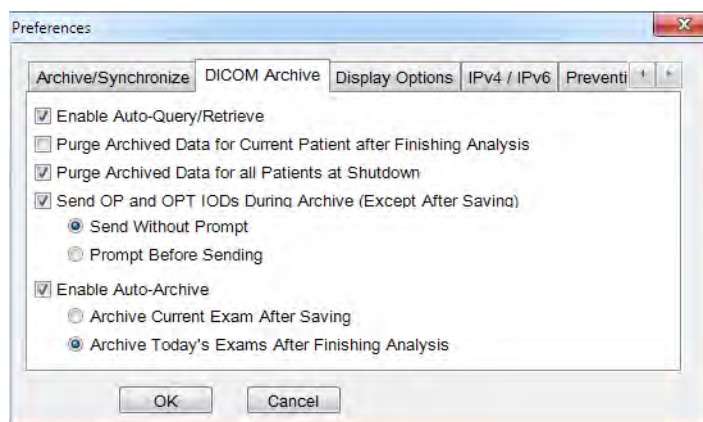 Preferences
Archive/Synchronize DICOM Archive Display Options IPv4 / IPv6 Preventi
Enable Auto-Query/Retrieve
Purge Archived Data for Current Patient after Finishing Analysis
Purge Archived Data for all Patients at Shutdown
Send OP and OPT IODs During Archive (Except After Saving)
Send Without Prompt
Prompt Before Sending
Enable Auto-Archive
Archive Current Exam After Saving
Archive Today's Exams After Finishing Analysis
OK Cancel